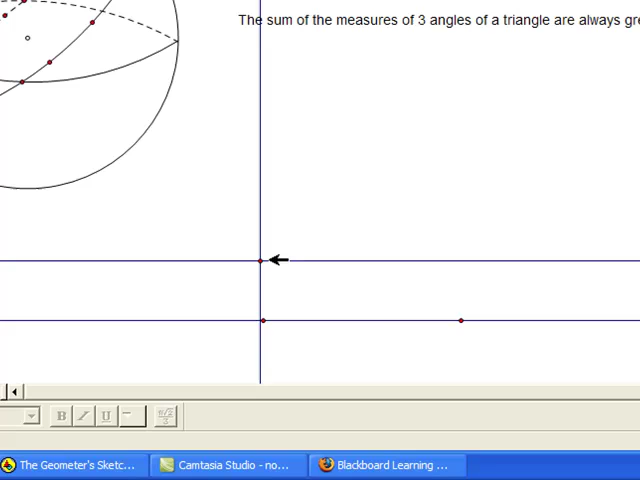 The sum of the measures of 3 angles of a triangle are always gre
B I U
The Geometer's Sketc...
Camtasia Studio - no...
Blackboard Learning ...